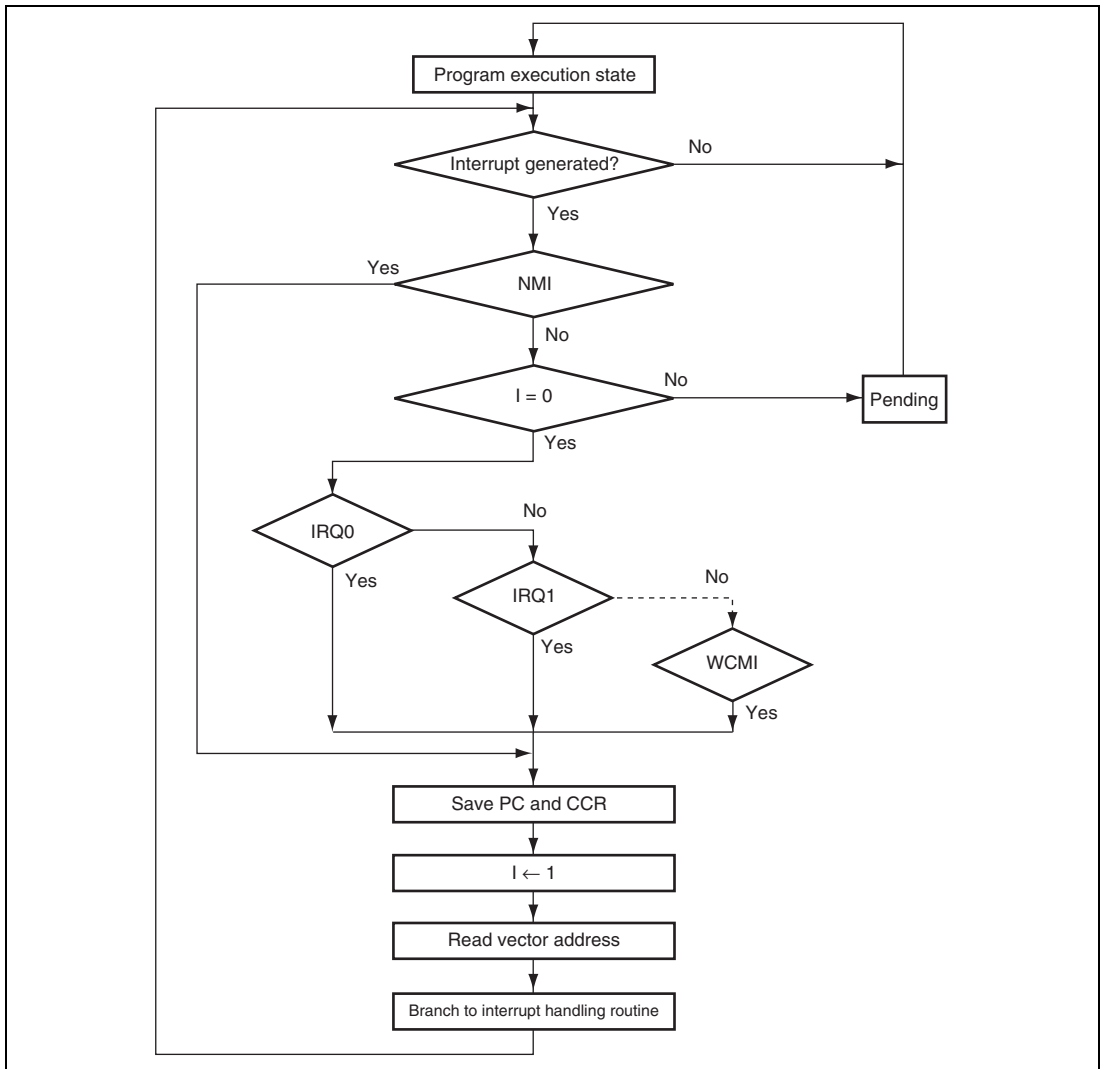 Program execution state
Interrupt generated?
No
Yes
Yes
NMI
No
I = 0
No
Pending
Yes
IRQ0
No
Yes
IRQ1
No
Yes
WCMI
Yes
Save PC and CCR
I ← 1
Read vector address
Branch to interrupt handling routine